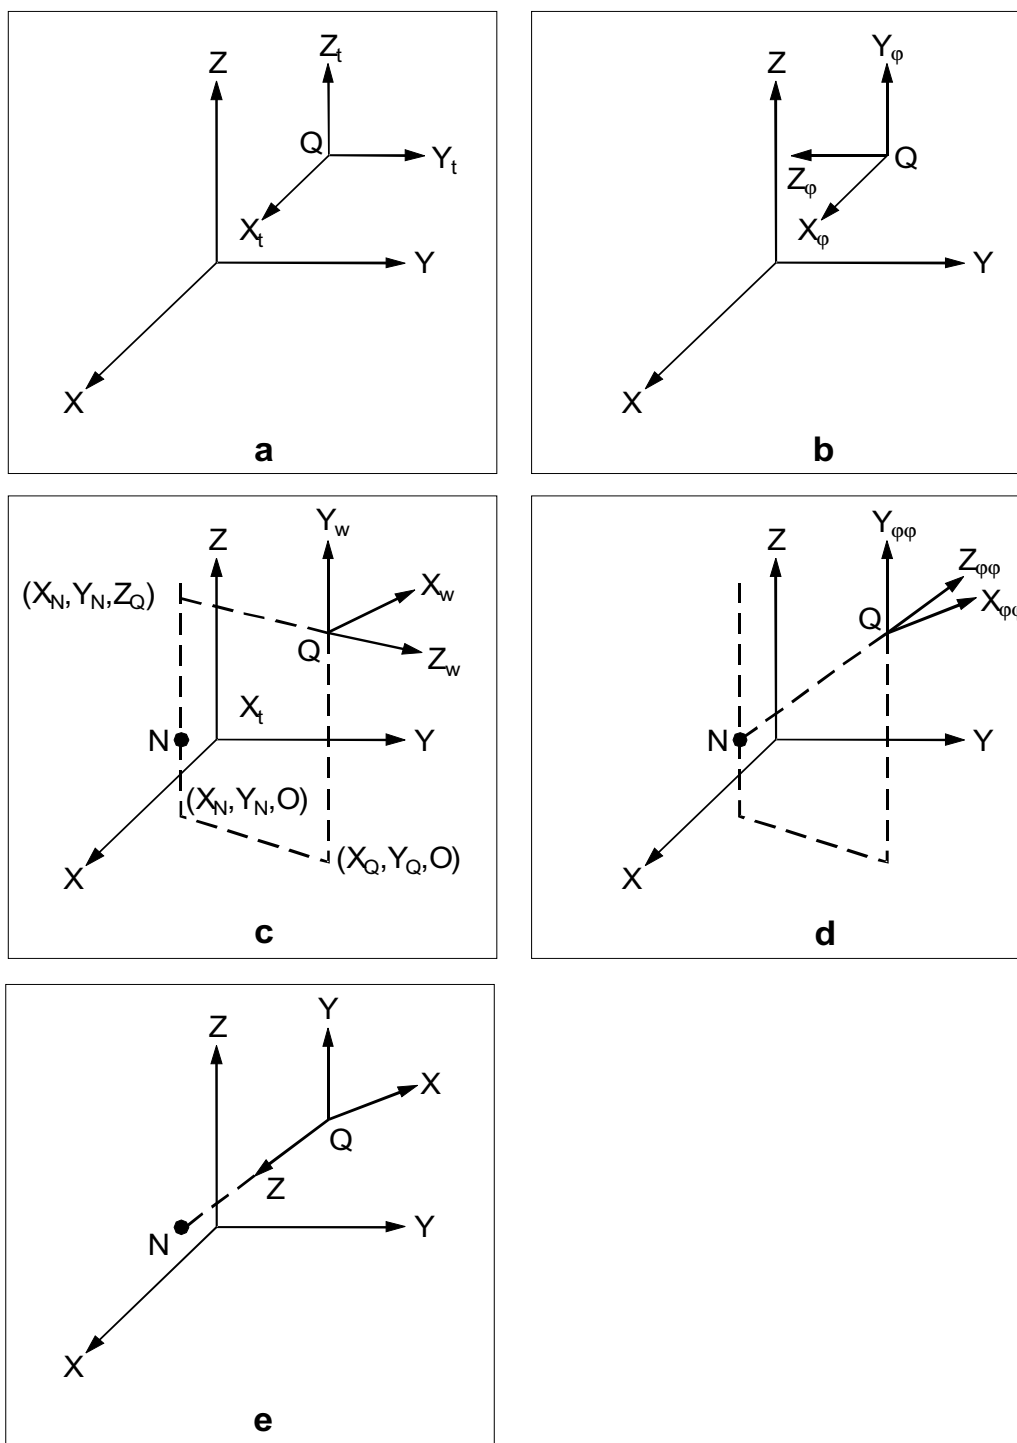 Z
Z_t
Q
Y_t
X_t
Y
X
a
Z
Y_φ
Q
Z_φ
X_φ
Y
X
b
Z
Y_w
(X_N,Y_N,Z_Q)
X_w
Q
Z_w
X_t
N
Y
(X_N,Y_N,O)
X
(X_Q,Y_Q,O)
c
Z
Y_φφ
Z_φφ
X_φφ
Q
N
Y
X
d
Z
Y
X
Q
Z
N
Y
X
e